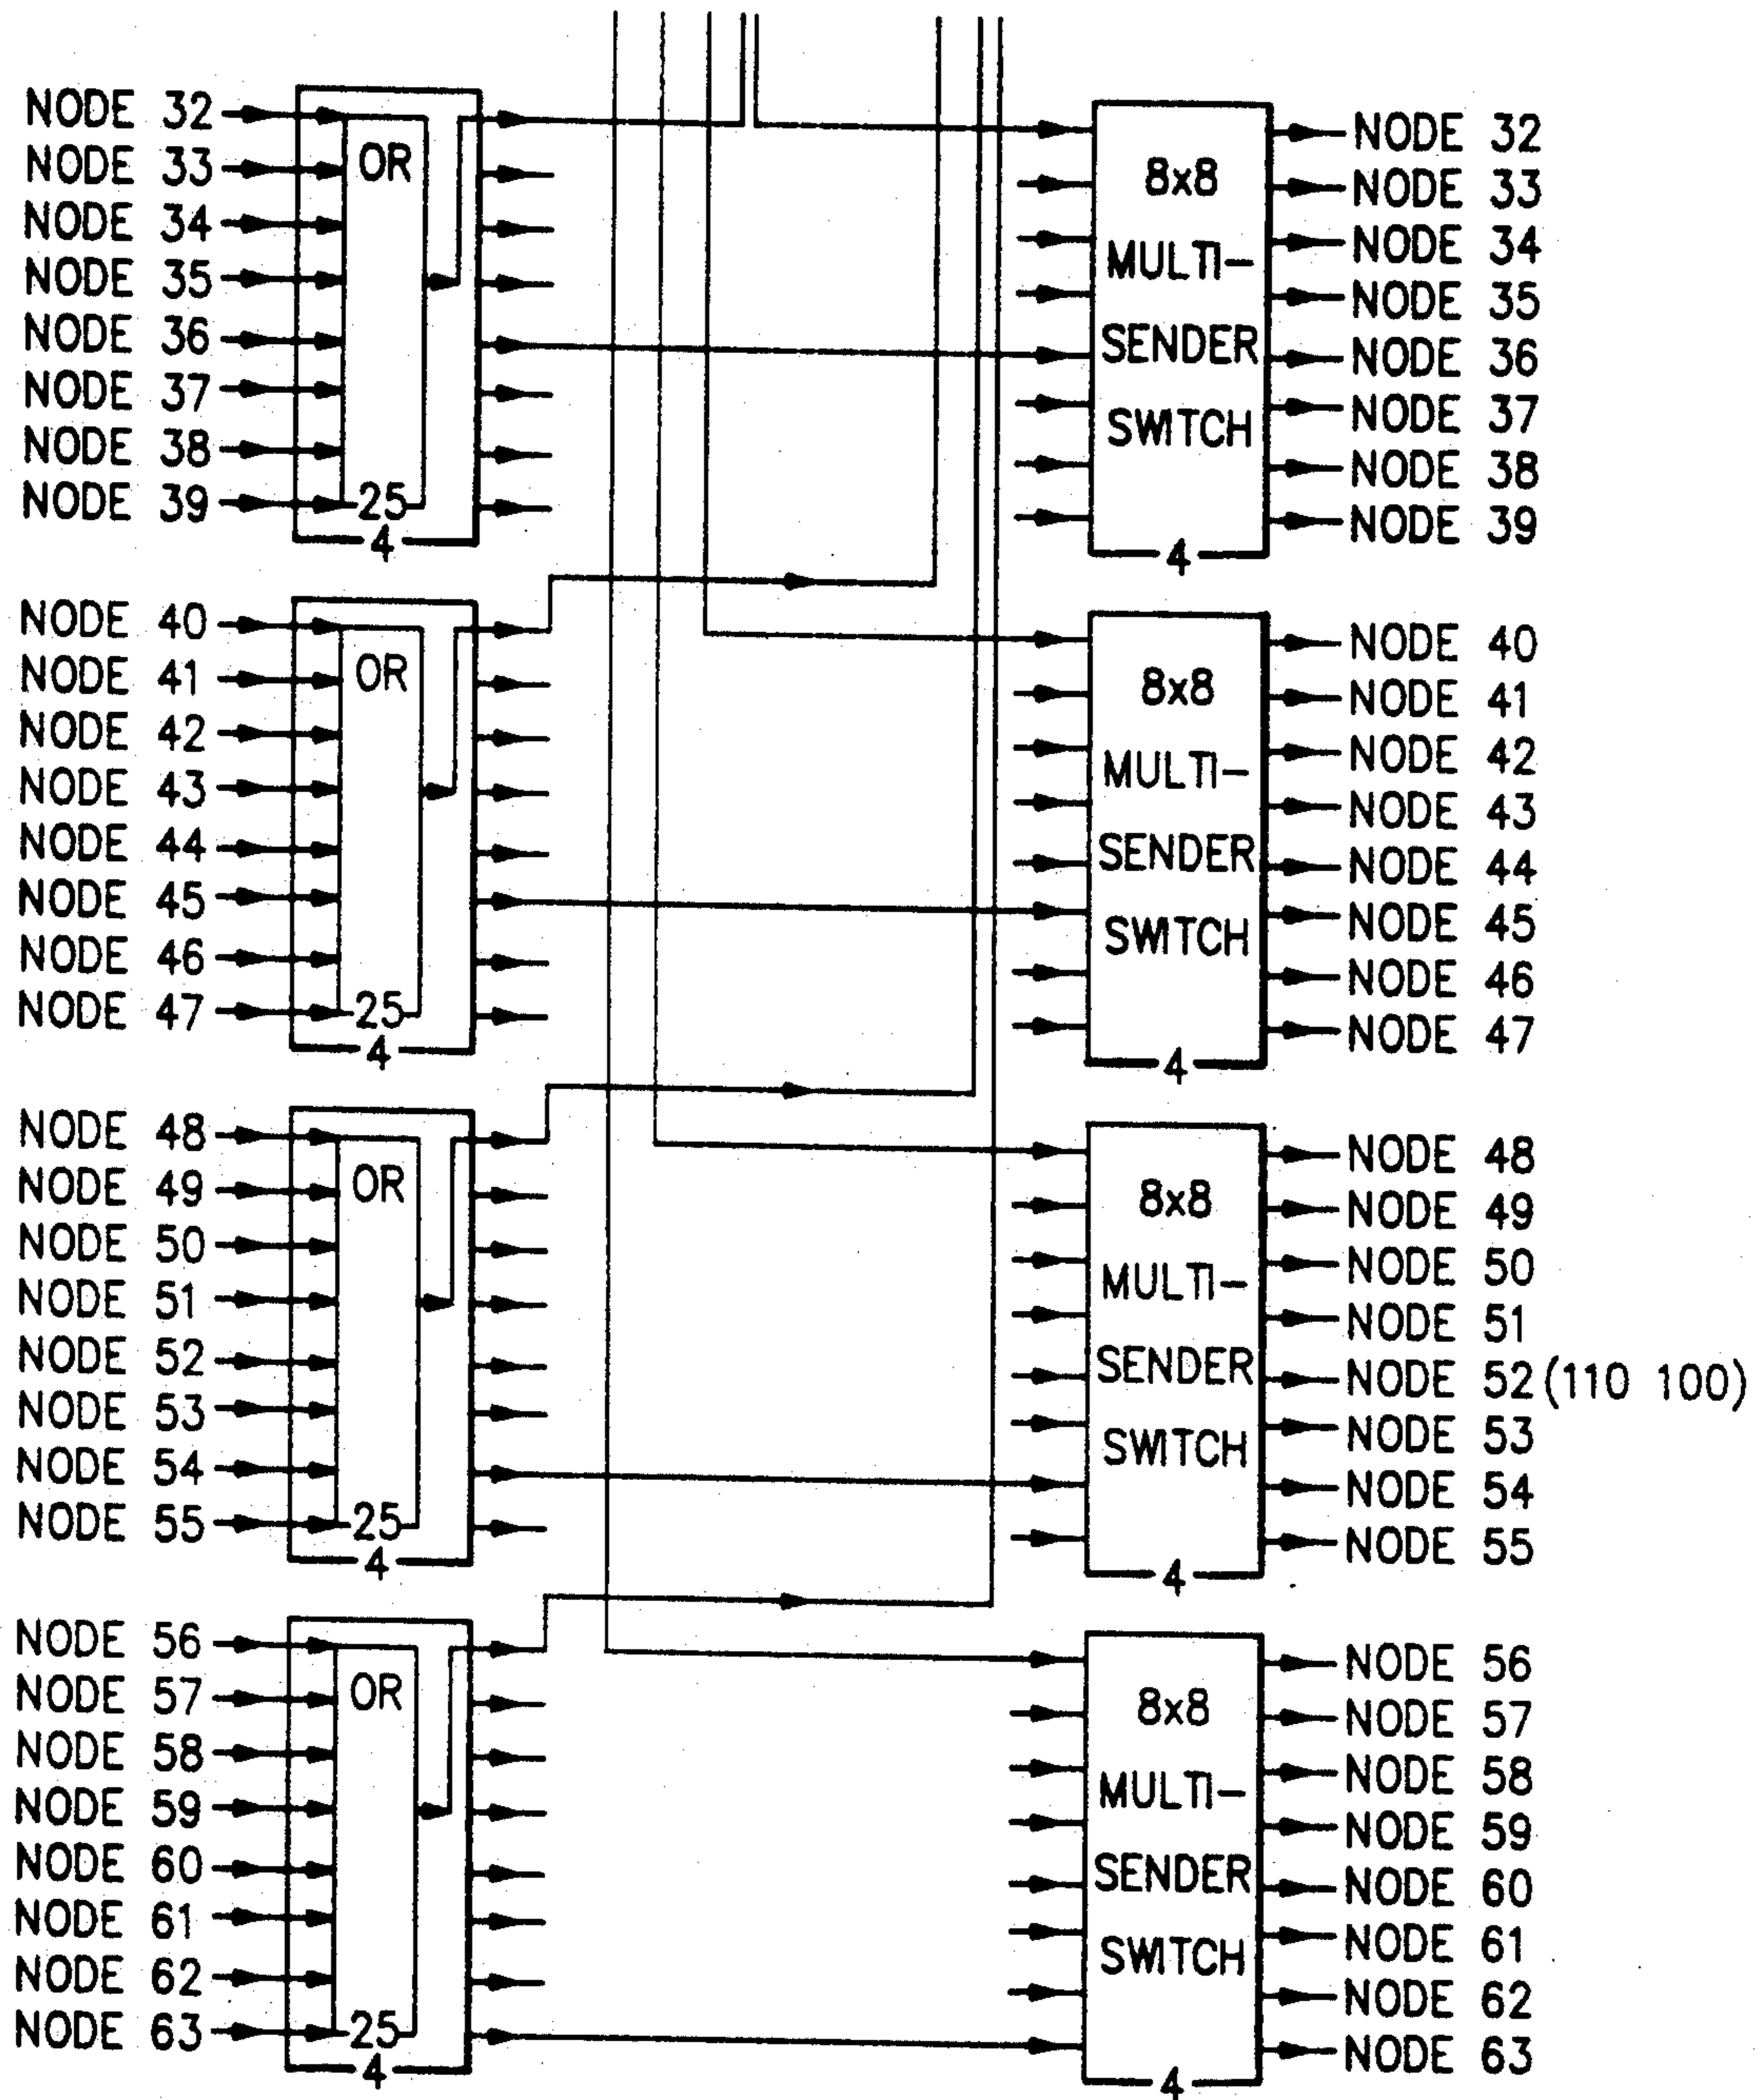 NODE 32
NODE 33
NODE 34
NODE 35
NODE 36
NODE 37
NODE 38
NODE 39
OR
25
4
8x8
MULTI-
SENDER
SWITCH
4
NODE 32
NODE 33
NODE 34
NODE 35
NODE 36
NODE 37
NODE 38
NODE 39
NODE 40
NODE 41
NODE 42
NODE 43
NODE 44
NODE 45
NODE 46
NODE 47
OR
25
4
8x8
MULTI-
SENDER
SWITCH
4
NODE 40
NODE 41
NODE 42
NODE 43
NODE 44
NODE 45
NODE 46
NODE 47
NODE 48
NODE 49
NODE 50
NODE 51
NODE 52
NODE 53
NODE 54
NODE 55
OR
25
4
8x8
MULTI-
SENDER
SWITCH
4
NODE 48
NODE 49
NODE 50
NODE 51
NODE 52 (110 100)
NODE 53
NODE 54
NODE 55
NODE 56
NODE 57
NODE 58
NODE 59
NODE 60
NODE 61
NODE 62
NODE 63
OR
25
4
8x8
MULTI-
SENDER
SWITCH
4
NODE 56
NODE 57
NODE 58
NODE 59
NODE 60
NODE 61
NODE 62
NODE 63